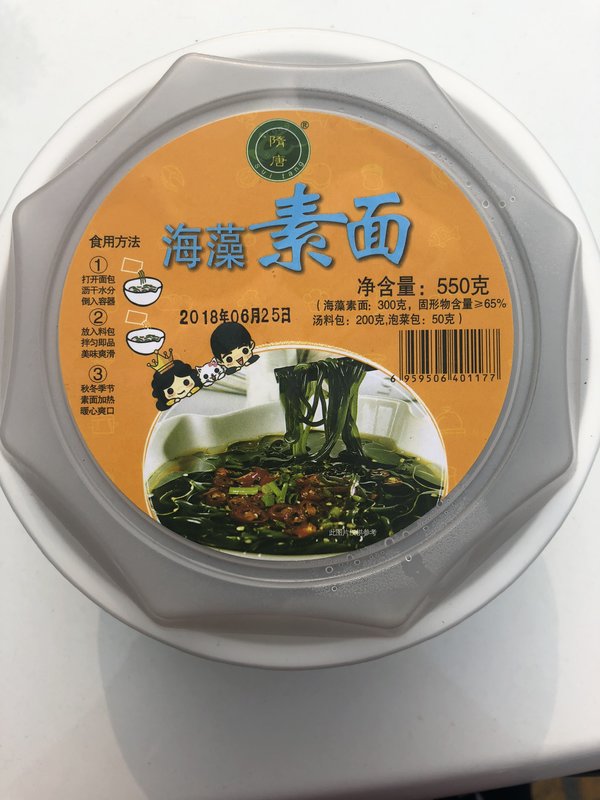 隋
唐
sui tang
®
海藻素面
净含量：550克
（海藻素面：300克，固形物含量≥65%
汤料包：200克,泡菜包：50克）
2018年06月25日
6 959506 401177
食用方法
①
打开面包
沥干水分
倒入容器
②
放入料包
拌匀即品
美味爽滑
③
秋冬季节
素面加热
暖心爽口
此图片仅供参考